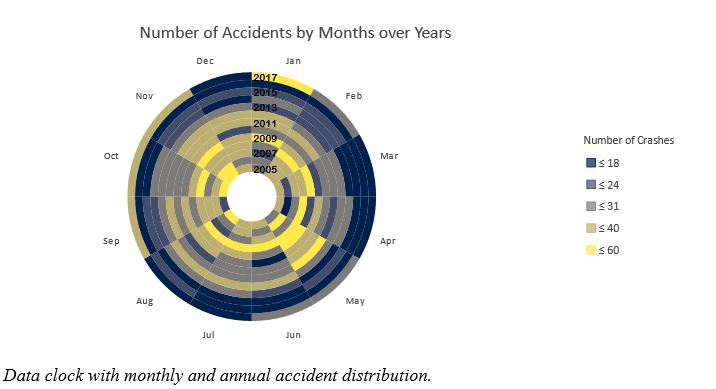 Number of Accidents by Months over Years
Dec
Jan
Nov
Feb
2017
2015
2013
2011
2009
2007
2005
Oct
Mar
Sep
Apr
Aug
May
Jul
Jun
Number of Crashes
≤ 18
≤ 24
≤ 31
≤ 40
≤ 60
Data clock with monthly and annual accident distribution.